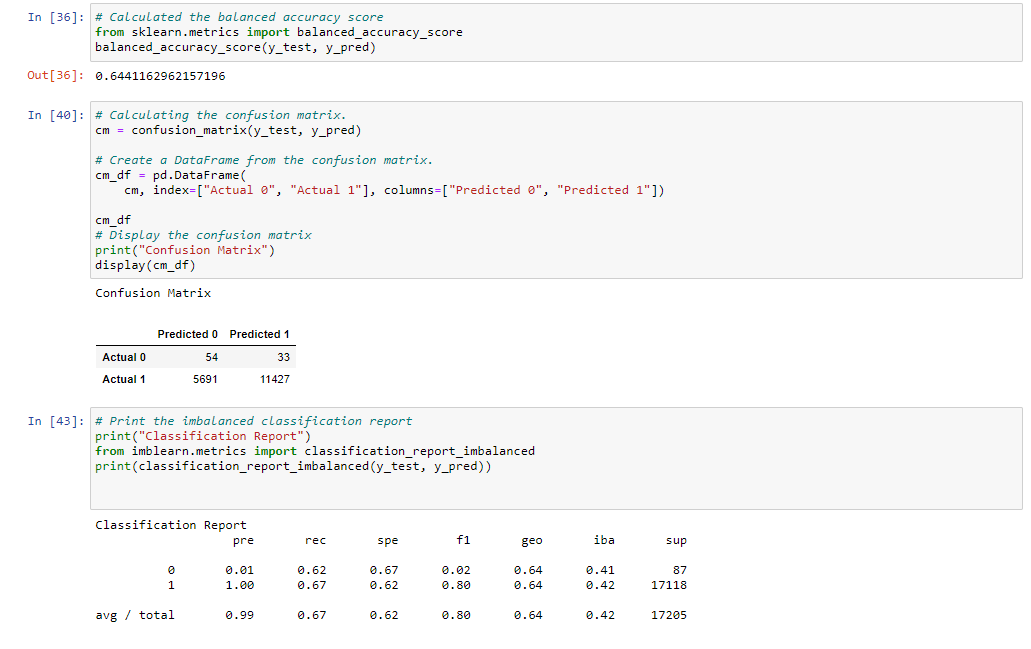 In [36]: # Calculated the balanced accuracy score
from sklearn.metrics import balanced_accuracy_score
balanced_accuracy_score(y_test, y_pred)
Out[36]: 0.6441162962157196
In [40]: # Calculating the confusion matrix.
cm = confusion_matrix(y_test, y_pred)
# Create a DataFrame from the confusion matrix.
cm_df = pd.DataFrame(
cm, index=["Actual 0", "Actual 1"], columns=["Predicted 0", "Predicted 1"])
cm_df
# Display the confusion matrix
print("Confusion Matrix")
display(cm_df)
Confusion Matrix
Predicted 0 Predicted 1
Actual 0 54 33
Actual 1 5691 11427
In [43]: # Print the imbalanced classification report
print("Classification Report")
from imblearn.metrics import classification_report_imbalanced
print(classification_report_imbalanced(y_test, y_pred))
Classification Report
pre rec spe f1 geo iba sup
0 0.01 0.62 0.67 0.02 0.64 0.41 87
1 1.00 0.67 0.62 0.80 0.64 0.42 17118
avg / total 0.99 0.67 0.62 0.80 0.64 0.42 17205